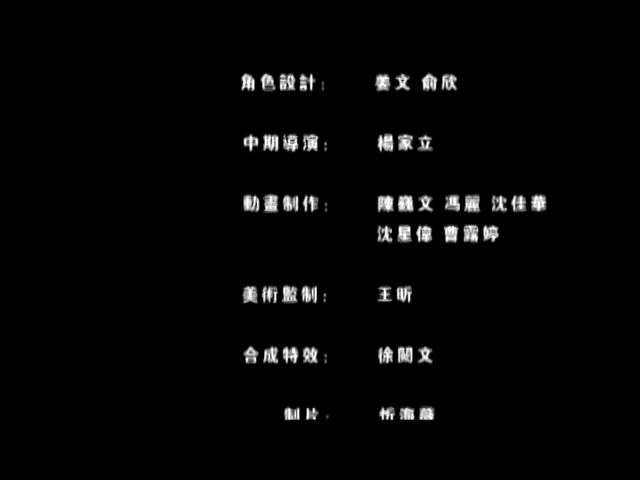 角色設計: 姜文 俞欣
中期導演: 楊家立
動畫制作: 陳巍文 馮麗 沈佳華
沈星偉 曹露婷
美術監制: 王昕
合成特效: 徐闓文
制片: